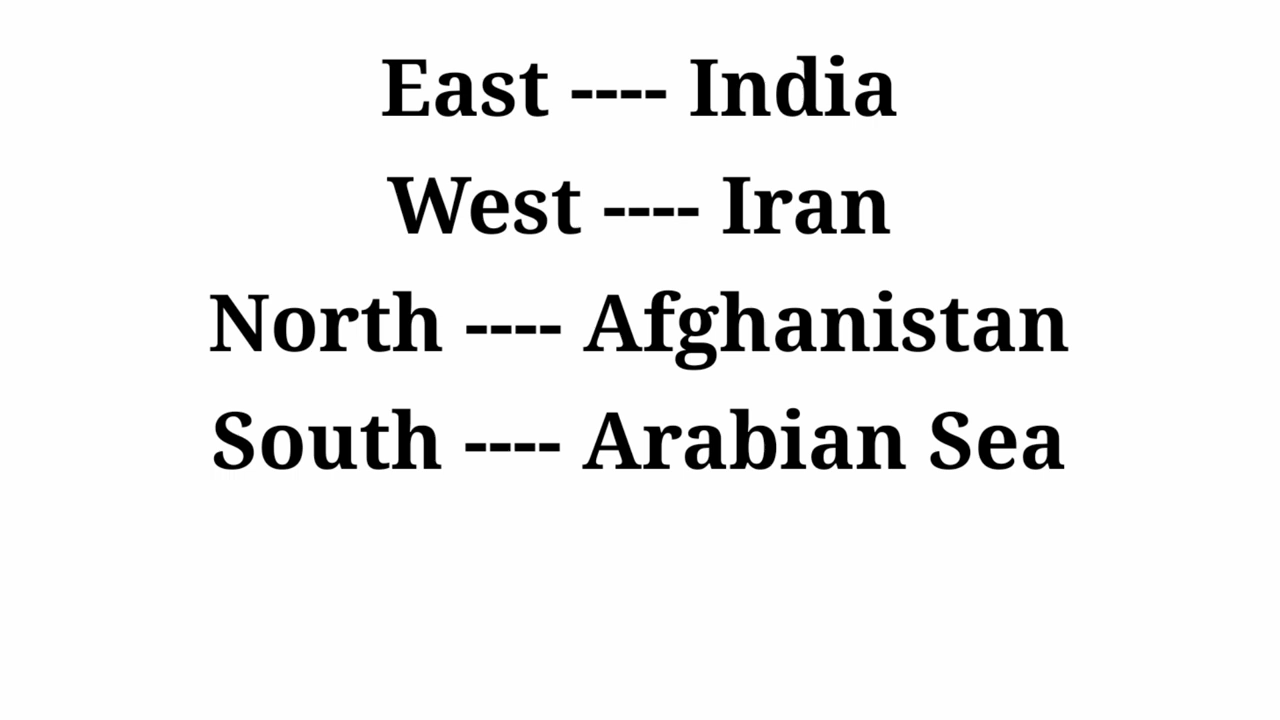 East ---- India
West ---- Iran
North ---- Afghanistan
South ---- Arabian Sea